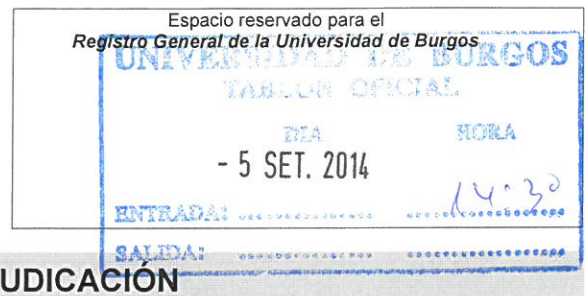 Espacio reservado para el
Registro General de la Universidad de Burgos
UNIVERSIDAD DE BURGOS
TABLON OFICIAL
DIA HORA
- 5 SET. 2014
14:30
ENTRADA:
SALIDA:
UDICACIÓN